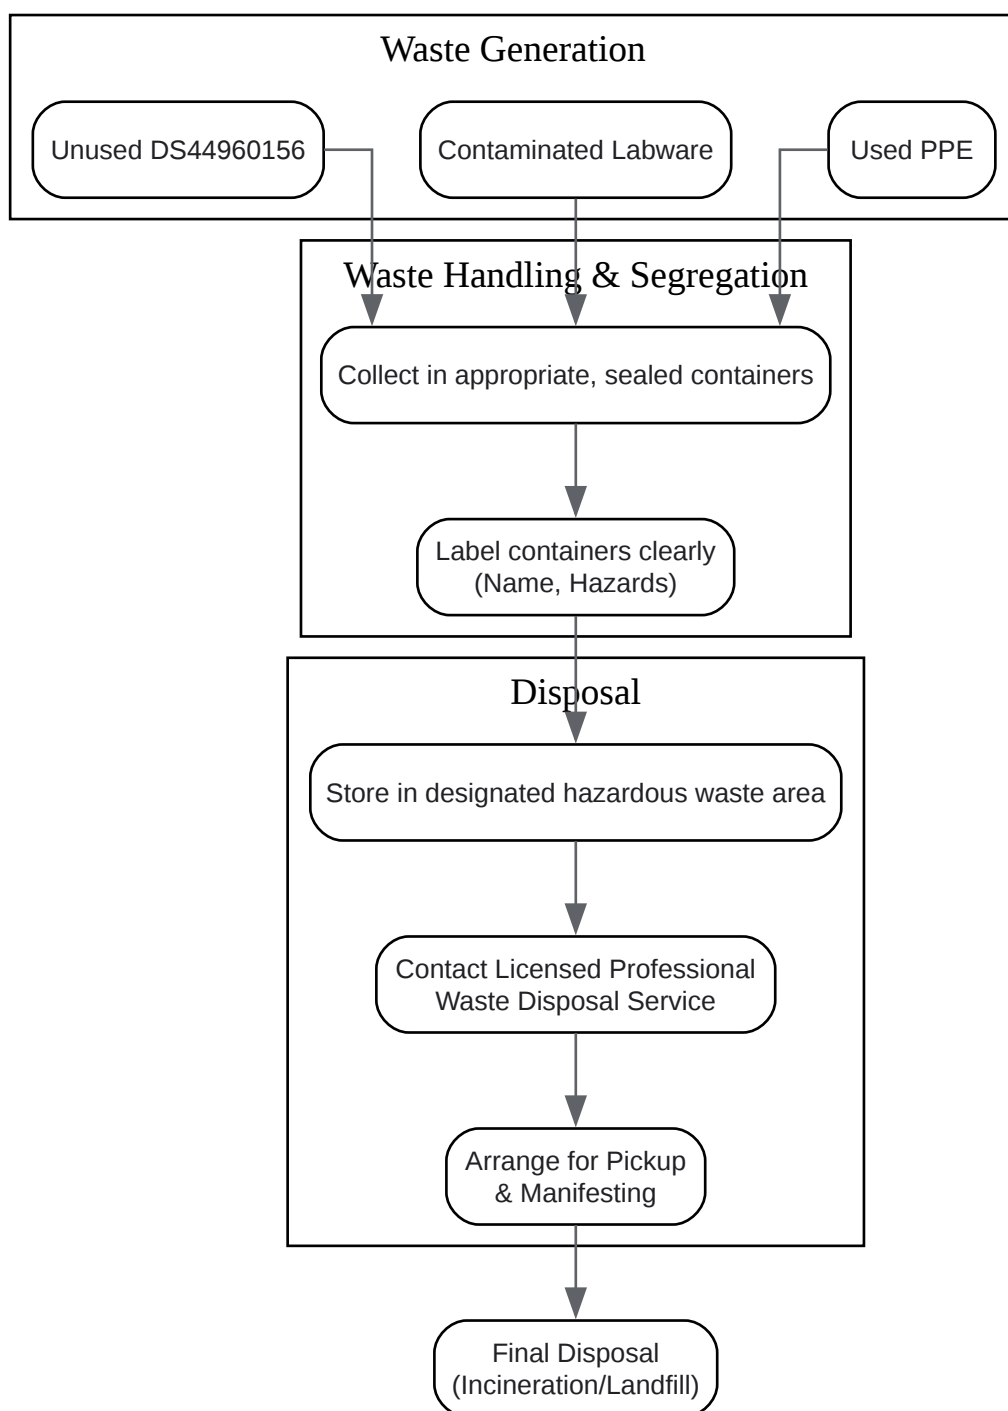 Waste Generation
Unused DS44960156
Contaminated Labware
Used PPE
Waste Handling & Segregation
Collect in appropriate, sealed containers
Label containers clearly
(Name, Hazards)
Disposal
Store in designated hazardous waste area
Contact Licensed Professional
Waste Disposal Service
Arrange for Pickup
& Manifesting
Final Disposal
(Incineration/Landfill)